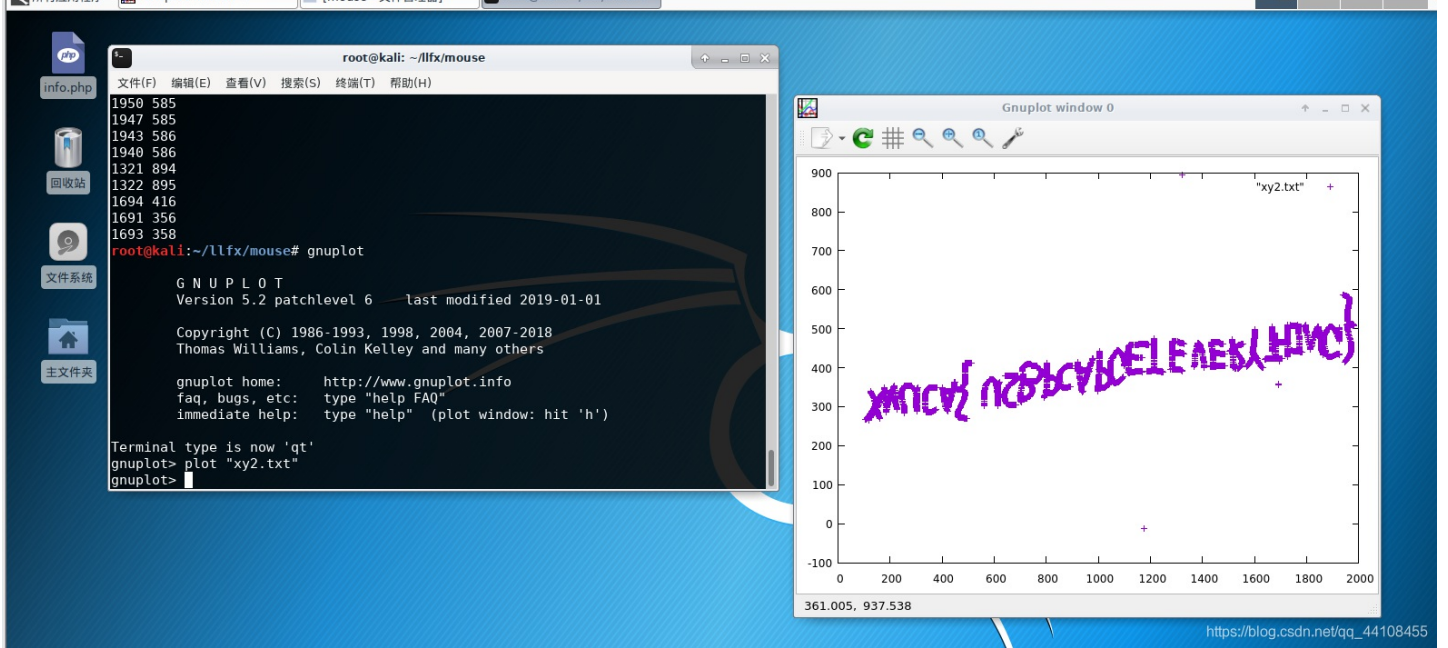 info.php
回收站
文件系统
主文件夹
root@kali: ~/llfx/mouse
文件(F) 编辑(E) 查看(V) 搜索(S) 终端(T) 帮助(H)
1950 585
1947 585
1943 586
1940 586
1321 894
1322 895
1694 416
1691 356
1693 358
root@kali:~/llfx/mouse# gnuplot
G N U P L O T
Version 5.2 patchlevel 6 last modified 2019-01-01
Copyright (C) 1986-1993, 1998, 2004, 2007-2018
Thomas Williams, Colin Kelley and many others
gnuplot home: http://www.gnuplot.info
faq, bugs, etc: type "help FAQ"
immediate help: type "help" (plot window: hit 'h')
Terminal type is now 'qt'
gnuplot> plot "xy2.txt"
gnuplot>
Gnuplot window 0
"xy2.txt"
900
800
700
600
500
400
300
200
100
0
-100
0 200 400 600 800 1000 1200 1400 1600 1800 2000
361.005, 937.538
https://blog.csdn.net/qq_44108455